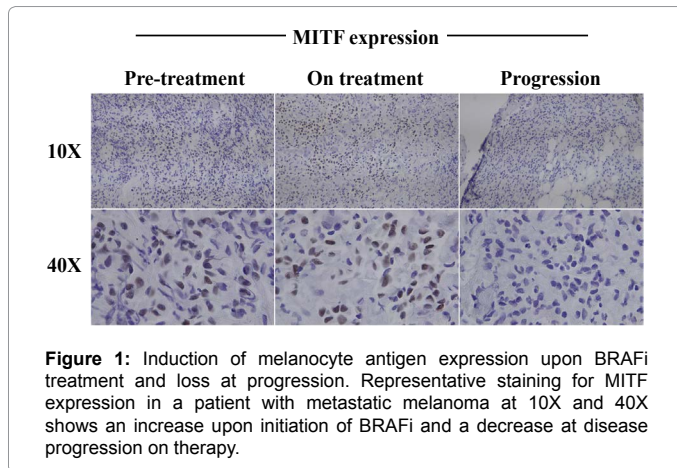 MITF expression
Pre-treatment On treatment Progression
10X
40X
Figure 1: Induction of melanocyte antigen expression upon BRAFi
treatment and loss at progression. Representative staining for MITF
expression in a patient with metastatic melanoma at 10X and 40X
shows an increase upon initiation of BRAFi and a decrease at disease
progression on therapy.